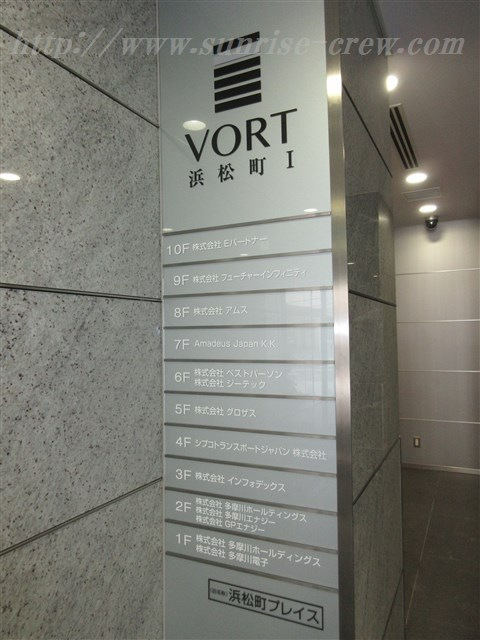 http://www.sunrise-crew.com
VORT
浜松町 I
10F 株式会社 Eパートナー
9F 株式会社 フューチャーインフィニティ
8F 株式会社 アムス
7F Amadeus Japan K.K.
6F 株式会社 ベストパーソン
株式会社 ジーテック
5F 株式会社 グロザス
4F シブコトランスポートジャパン 株式会社
3F 株式会社 インフォデックス
2F 株式会社 多摩川ホールディングス
株式会社 多摩川エナジー
株式会社 GPエナジー
1F 株式会社 多摩川ホールディングス
株式会社 多摩川電子
浜松町プレイス